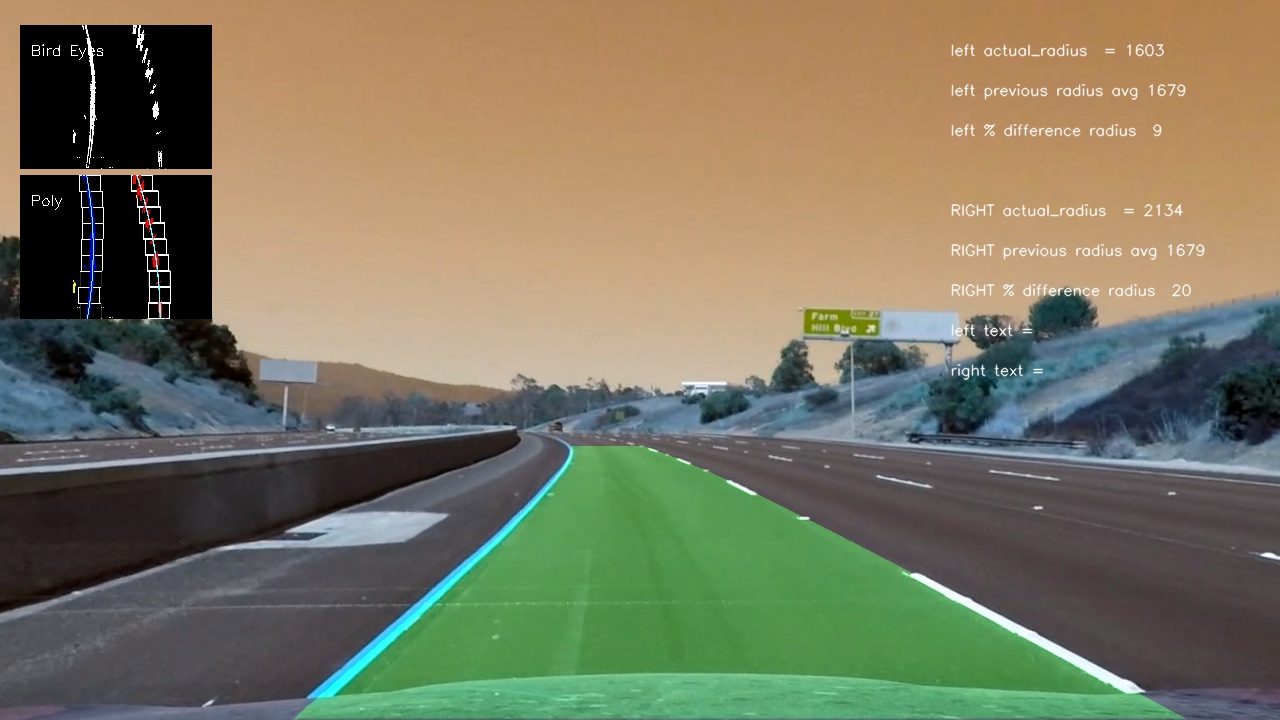 Bird Eyes
Poly
left actual_radius = 1603
left previous radius avg 1679
left % difference radius 9
RIGHT actual_radius = 2134
RIGHT previous radius avg 1679
RIGHT % difference radius 20
left text =
right text =
Farm
Hill Blvd